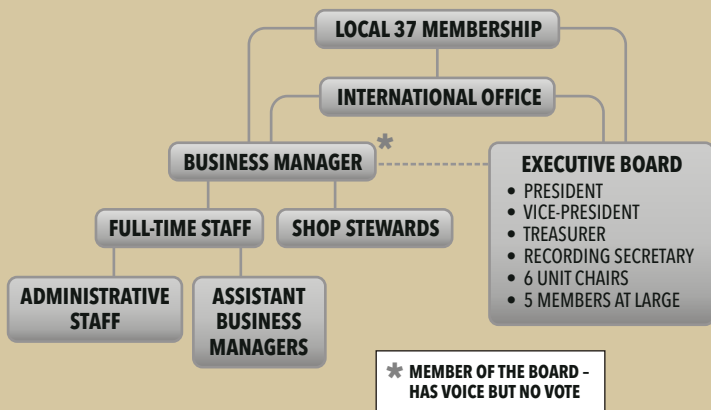 LOCAL 37 MEMBERSHIP
INTERNATIONAL OFFICE
BUSINESS MANAGER
*
EXECUTIVE BOARD
• PRESIDENT
• VICE-PRESIDENT
• TREASURER
• RECORDING SECRETARY
• 6 UNIT CHAIRS
• 5 MEMBERS AT LARGE
FULL-TIME STAFF
SHOP STEWARDS
ADMINISTRATIVE
STAFF
ASSISTANT
BUSINESS
MANAGERS
* MEMBER OF THE BOARD –
HAS VOICE BUT NO VOTE